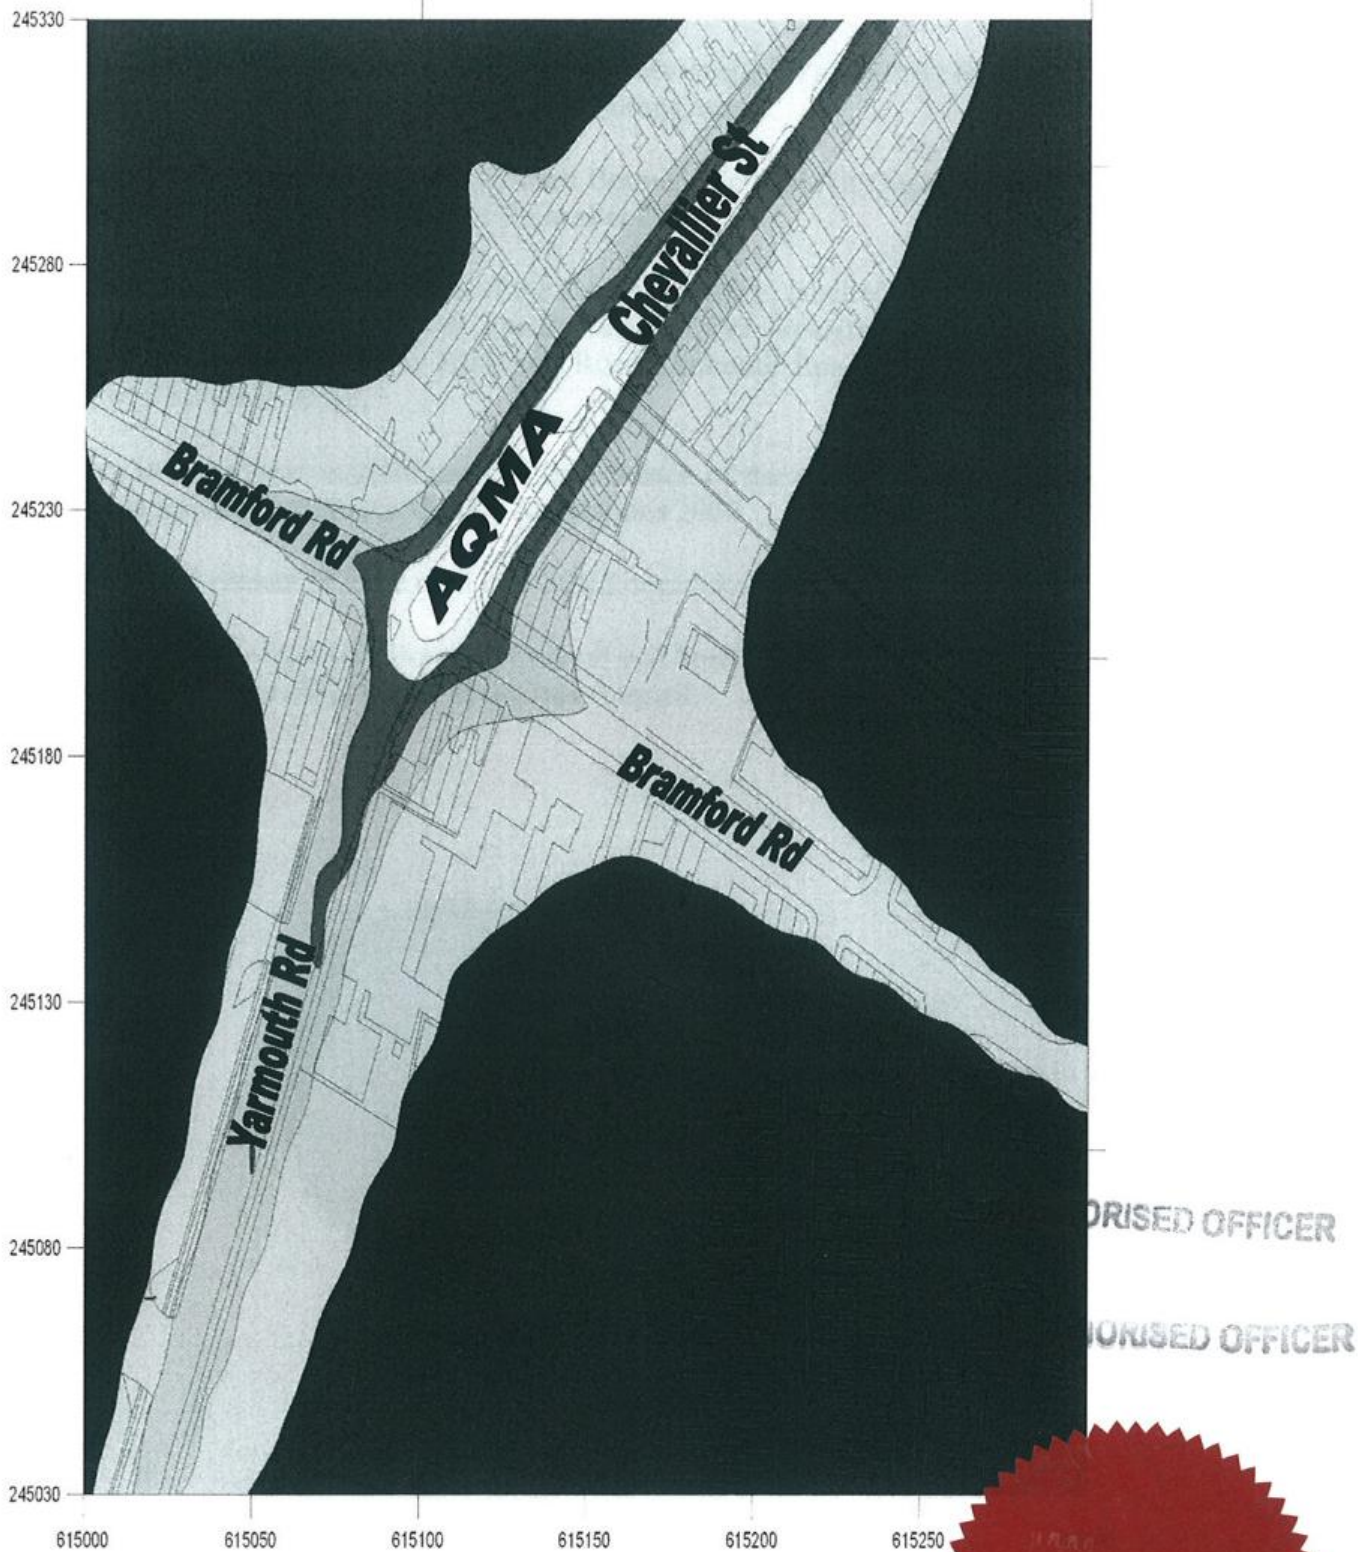 245330
Chevallier St
245280
AQMA
Bramford Rd
245230
245180
Bramford Rd
Yarmouth Rd
245130
ORISED OFFICER
245080
ORISED OFFICER
245030
615000 615050 615100 615150 615200 615250